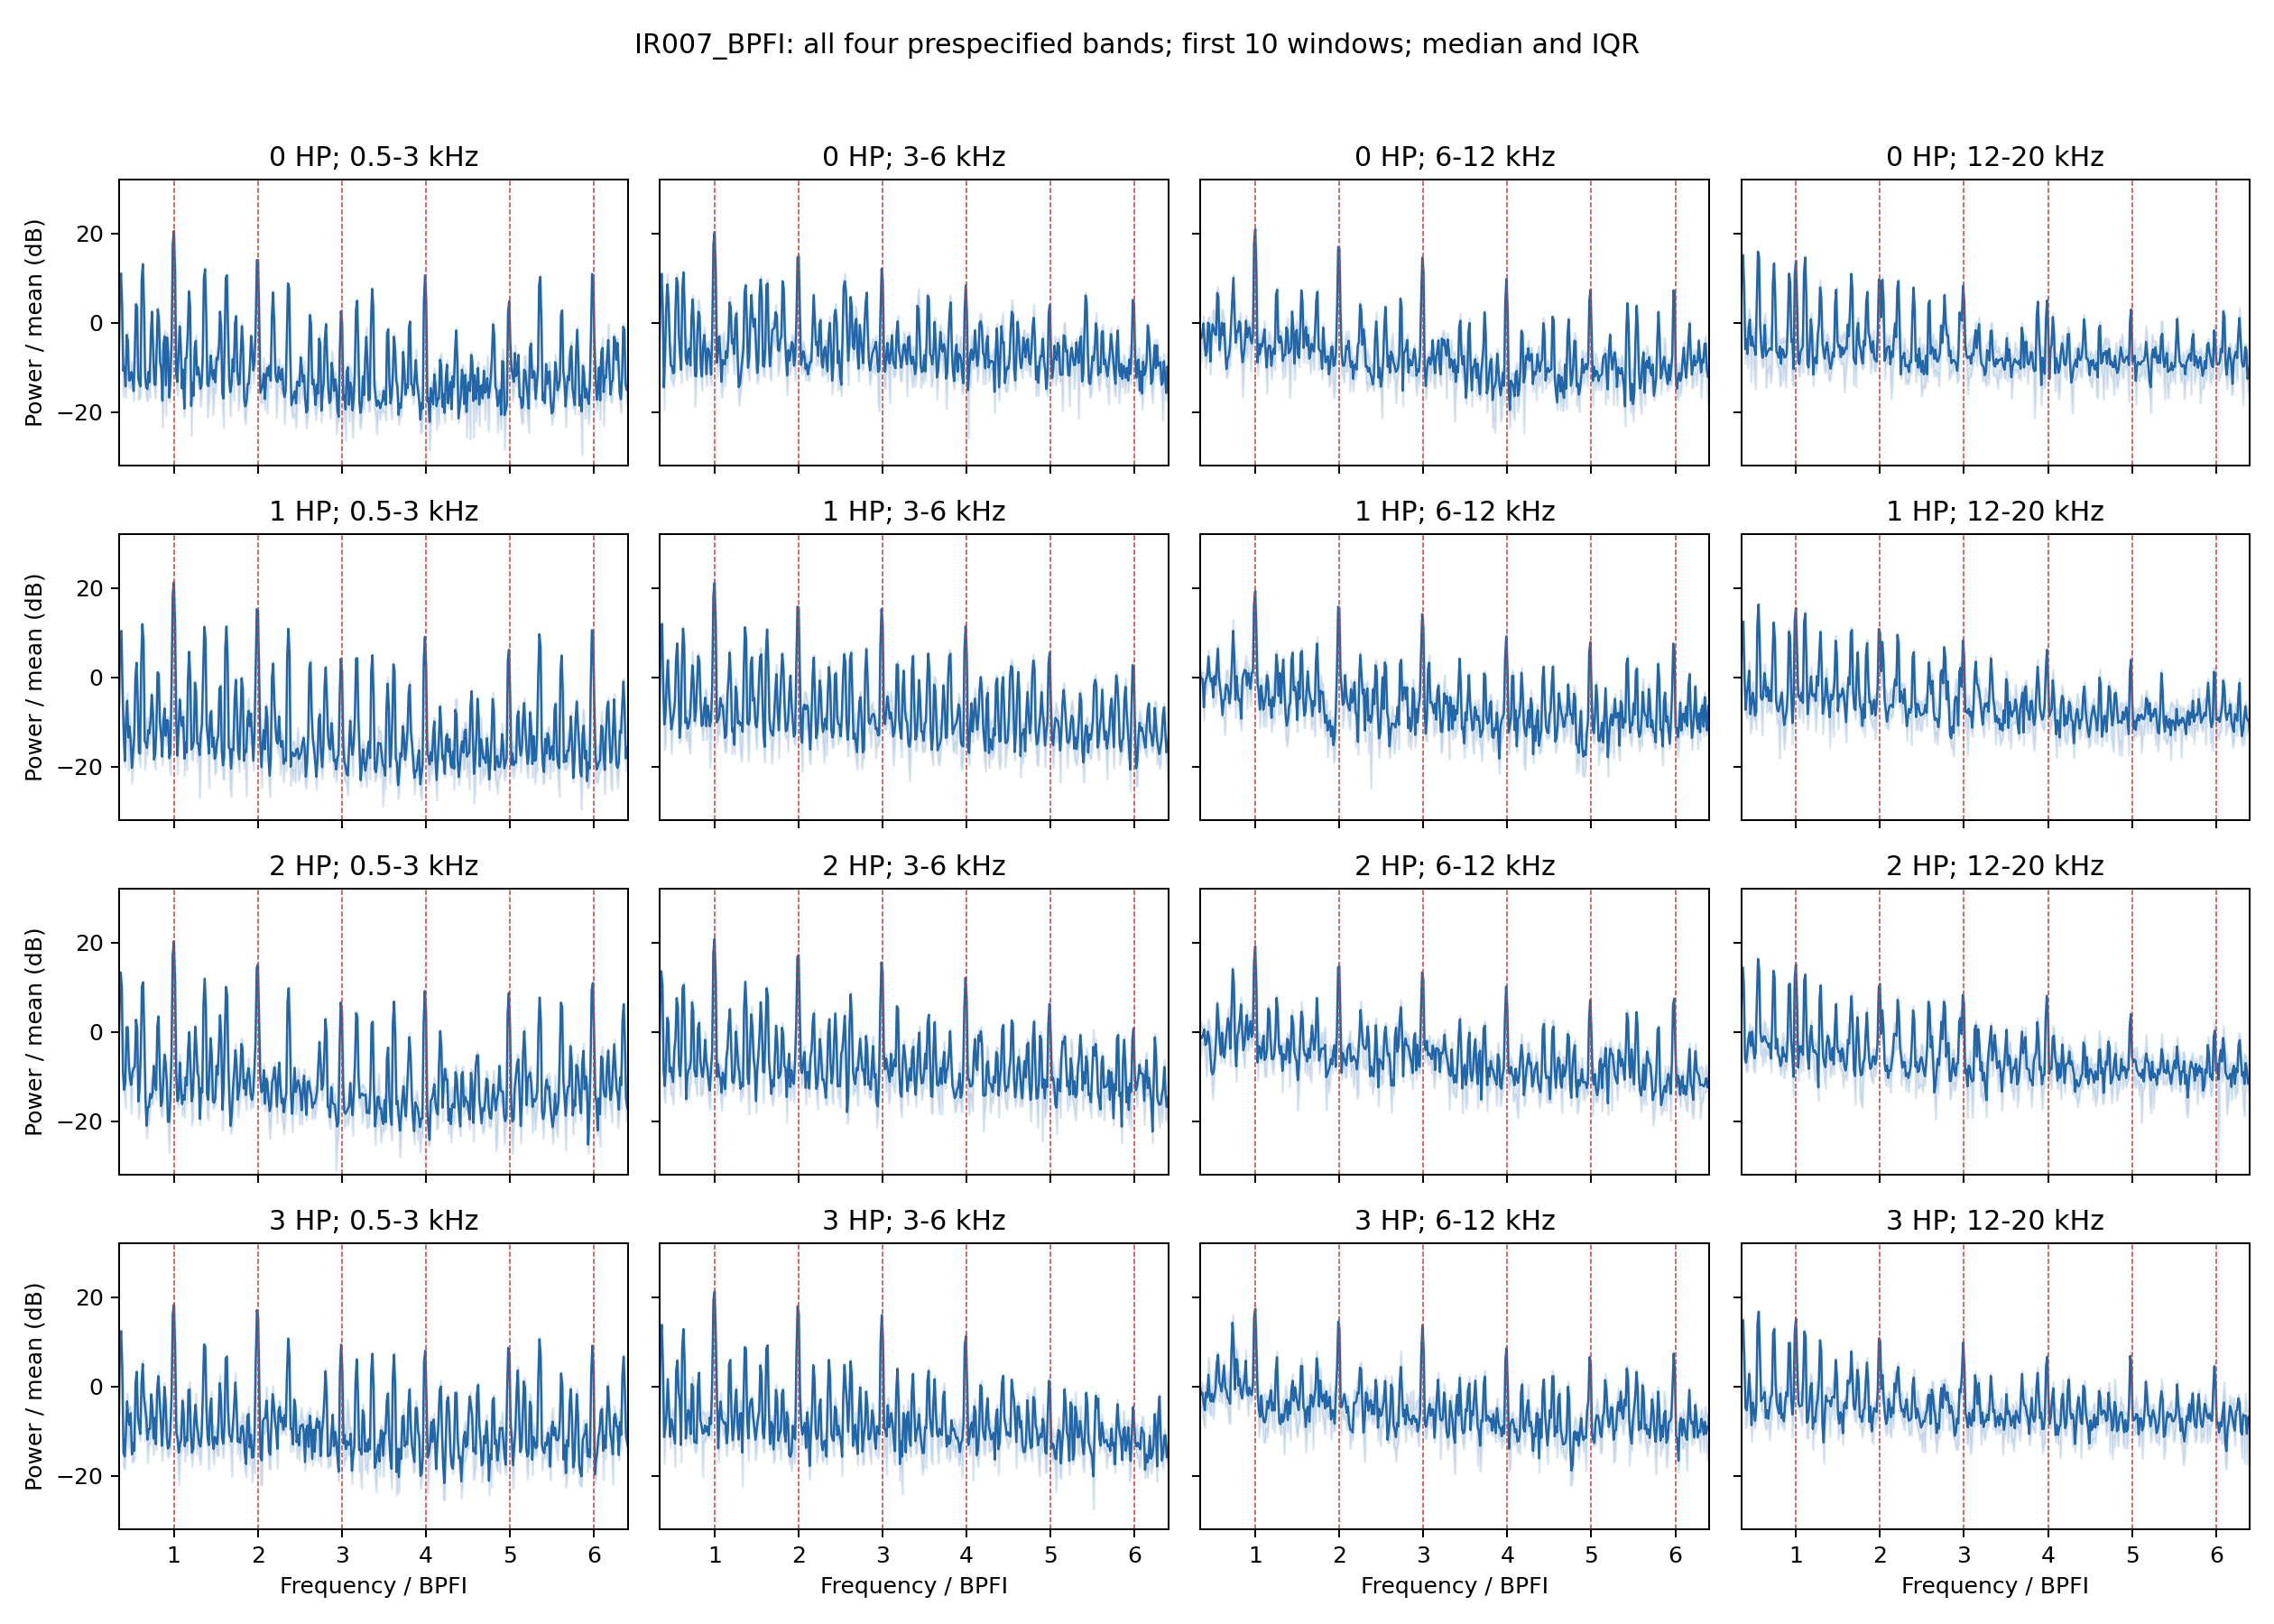 IR007_BPFI: all four prespecified bands; first 10 windows; median and IQR
0 HP; 0.5-3 kHz
0 HP; 3-6 kHz
0 HP; 6-12 kHz
0 HP; 12-20 kHz
Power / mean (dB)
20
0
−20
1 HP; 0.5-3 kHz
1 HP; 3-6 kHz
1 HP; 6-12 kHz
1 HP; 12-20 kHz
Power / mean (dB)
20
0
−20
2 HP; 0.5-3 kHz
2 HP; 3-6 kHz
2 HP; 6-12 kHz
2 HP; 12-20 kHz
Power / mean (dB)
20
0
−20
3 HP; 0.5-3 kHz
3 HP; 3-6 kHz
3 HP; 6-12 kHz
3 HP; 12-20 kHz
Power / mean (dB)
20
0
−20
1 2 3 4 5 6
1 2 3 4 5 6
1 2 3 4 5 6
1 2 3 4 5 6
Frequency / BPFI
Frequency / BPFI
Frequency / BPFI
Frequency / BPFI